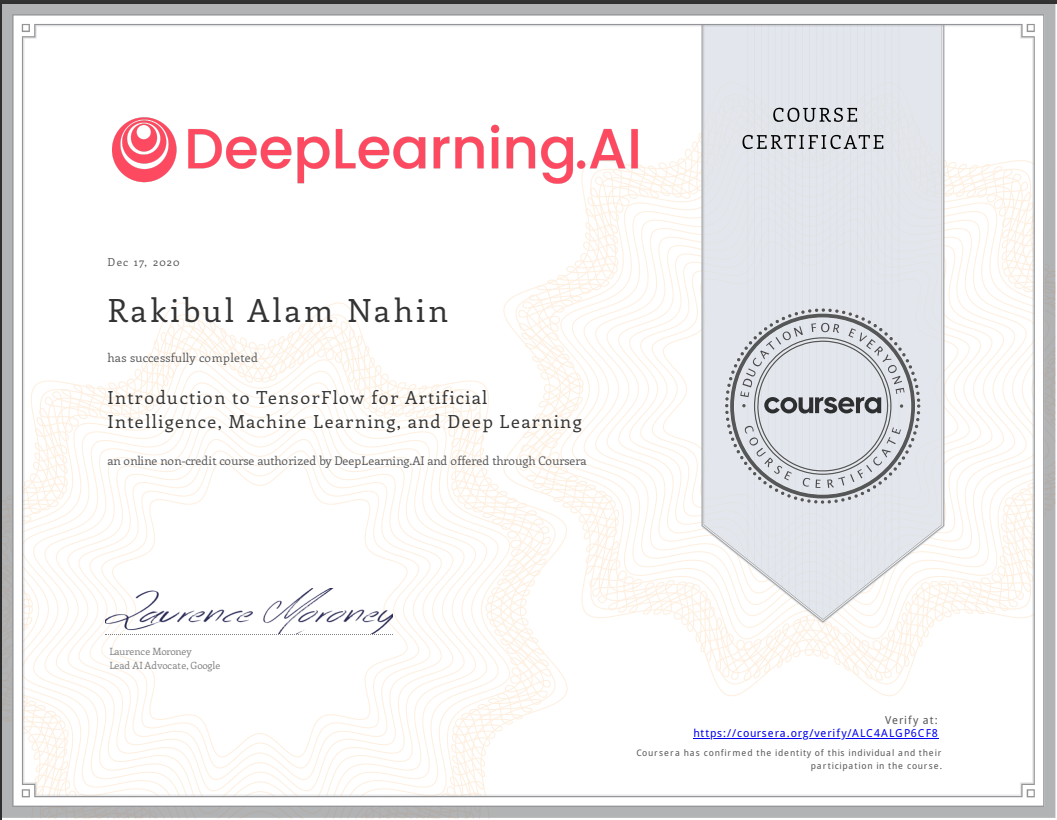 DeepLearning.AI
COURSE
CERTIFICATE
Dec 17, 2020
Rakibul Alam Nahin
has successfully completed
Introduction to TensorFlow for Artificial
Intelligence, Machine Learning, and Deep Learning
an online non-credit course authorized by DeepLearning.AI and offered through Coursera
EDUCATION FOR EVERYONE
coursera
COURSE CERTIFICATE
Laurence Moroney
Laurence Moroney
Lead AI Advocate, Google
Verify at:
https://coursera.org/verify/ALC4ALGP6CF8
Coursera has confirmed the identity of this individual and their
participation in the course.